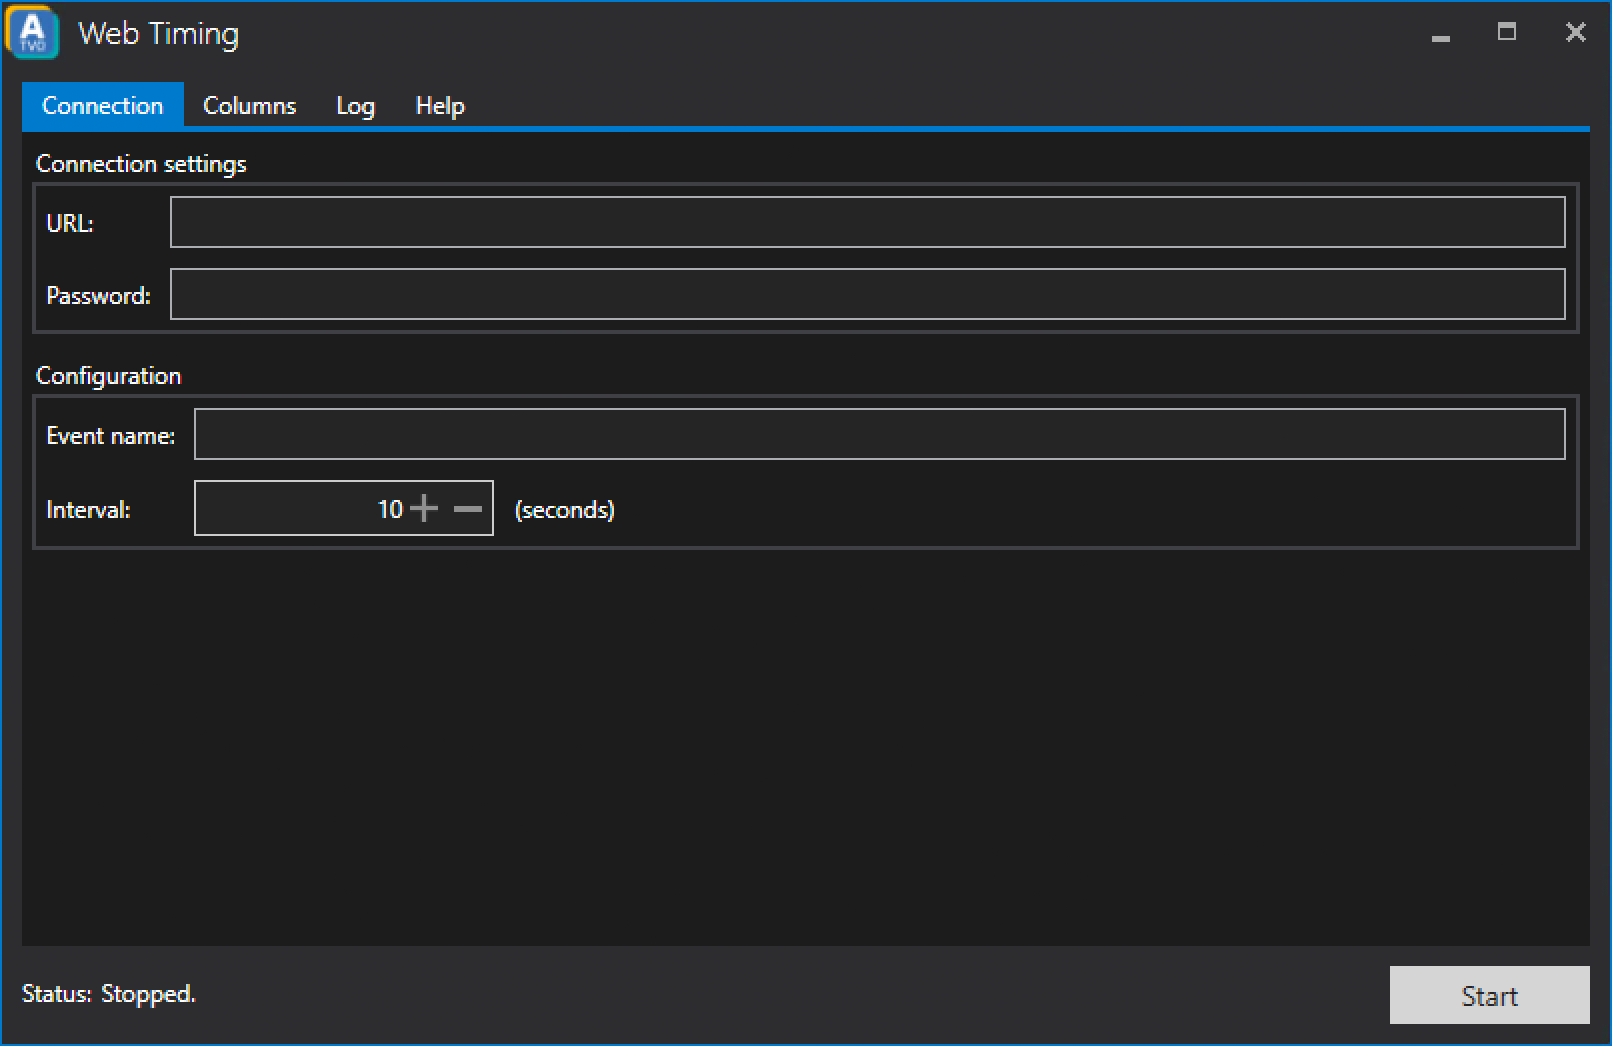 A
TVO
Web Timing
Connection Columns Log Help
Connection settings
URL:
Password:
Configuration
Event name:
Interval: 10 (seconds)
Status: Stopped.
Start